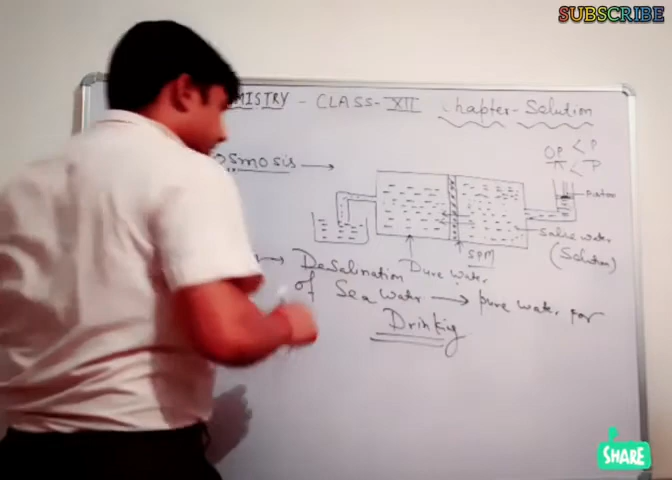 SUBSCRIBE
MISTRY - CLASS-XII Chapter-Solution
OP < P
π < P
osmosis →
piston
Saline water
(Solution)
SPM
→ Desalination Pure water
of Sea water → pure water for
Drinkig
SHARE